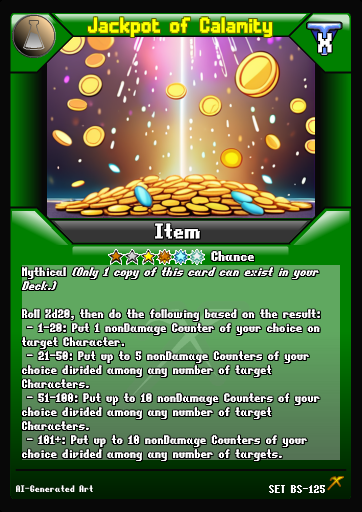 Jackpot of Calamity
X
Item
Chance
Mythical (Only 1 copy of this card can exist in your
Deck.)
Roll Xd20, then do the following based on the result:
- 1-20: Put 1 nonDamage Counter of your choice on
target Character.
- 21-50: Put up to 5 nonDamage Counters of your
choice divided among any number of target
Characters.
- 51-100: Put up to 10 nonDamage Counters of your
choice divided among any number of target
Characters.
- 101+: Put up to 10 nonDamage Counters of your
choice divided among any number of targets.
AI-Generated Art
SET BS-125